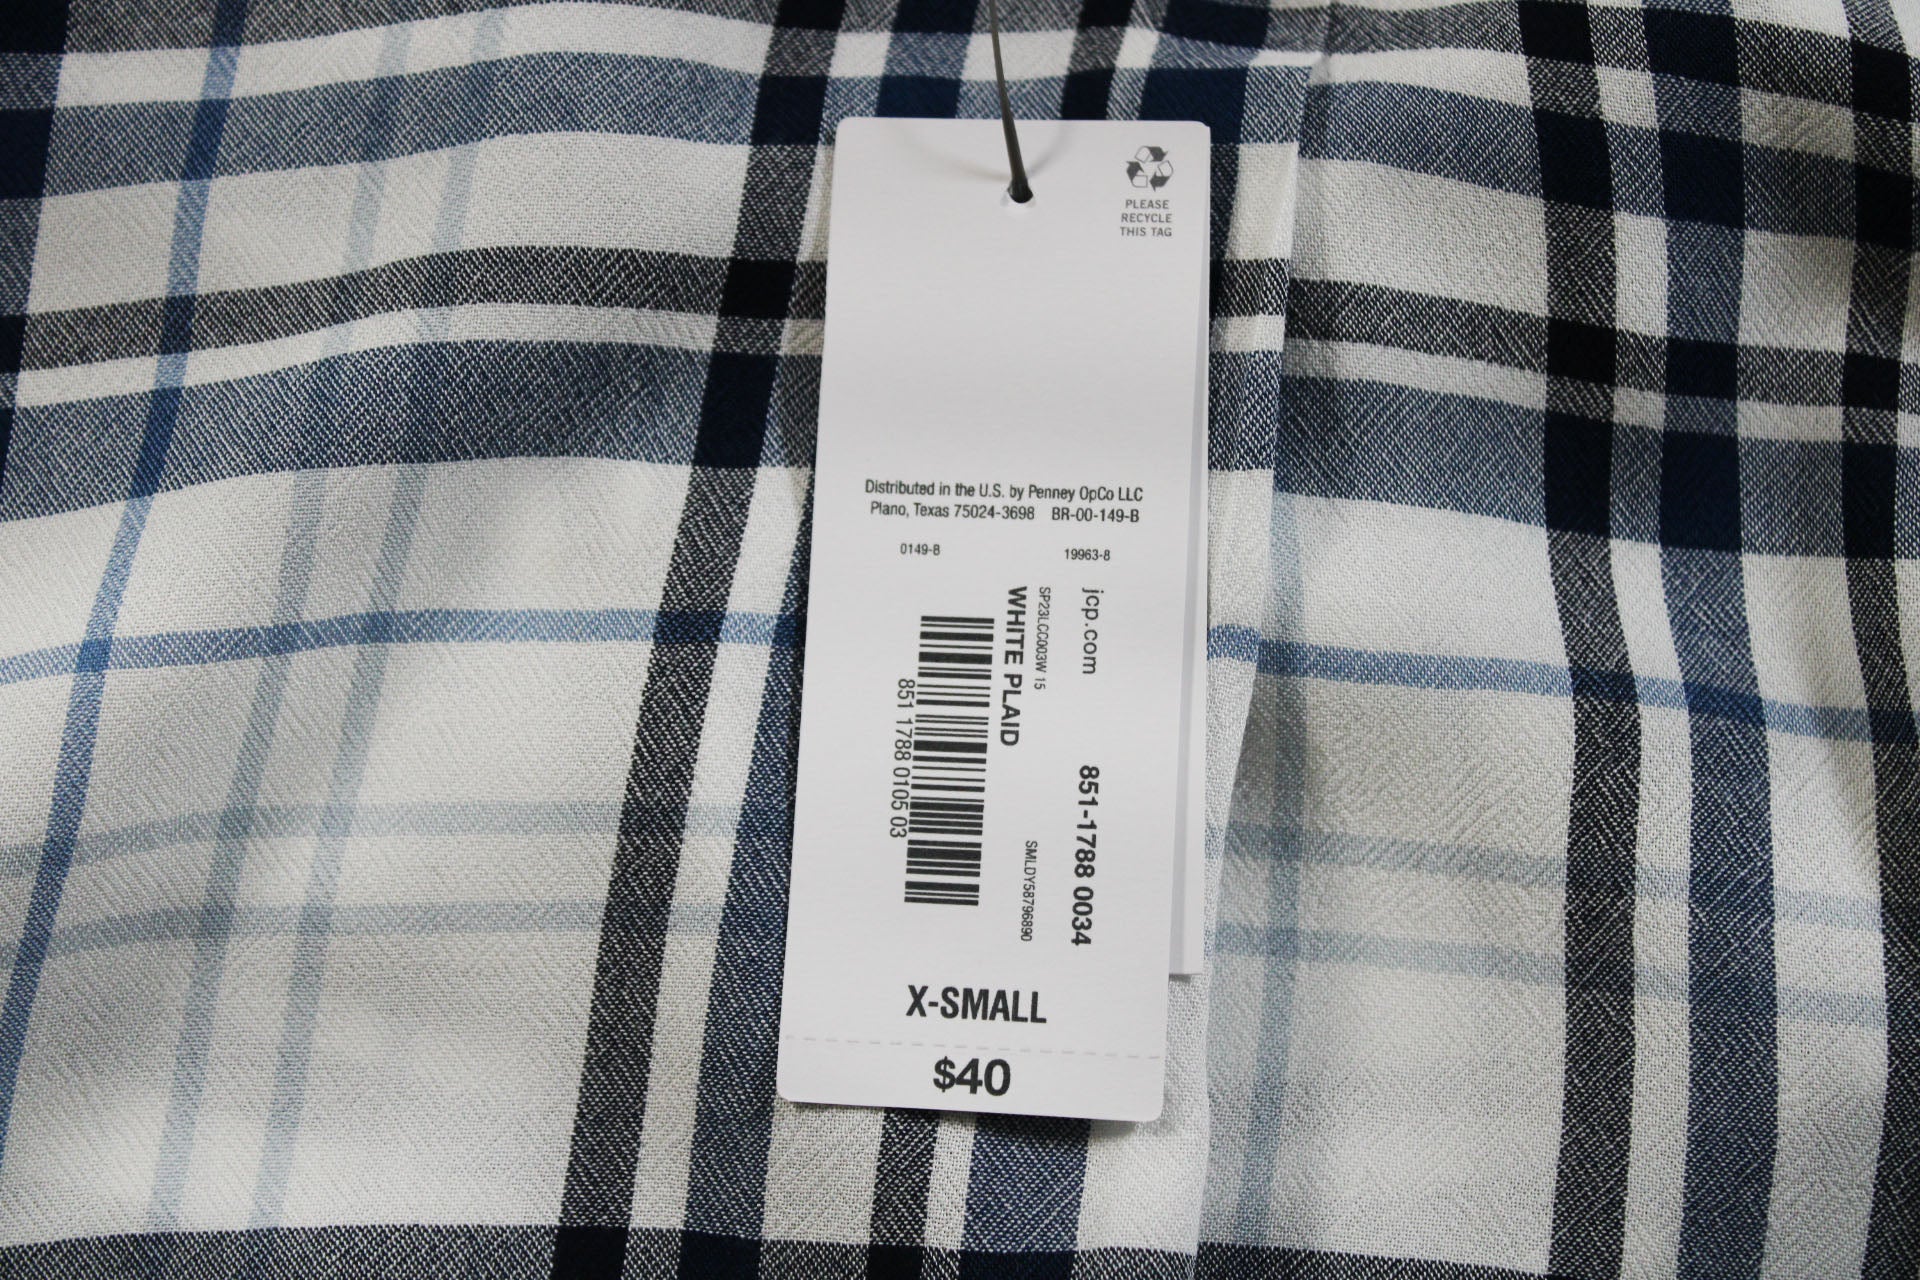 PLEASE
RECYCLE
THIS TAG
Distributed in the U.S. by Penney OpCo LLC
Plano, Texas 75024-3698 BR-00-149-B
0149-B 19963-8
jcp.com 851-1788 0034
SP23LCC003W 15 SMLDY58796890
WHITE PLAID
851 1788 0105 03
X-SMALL
$40